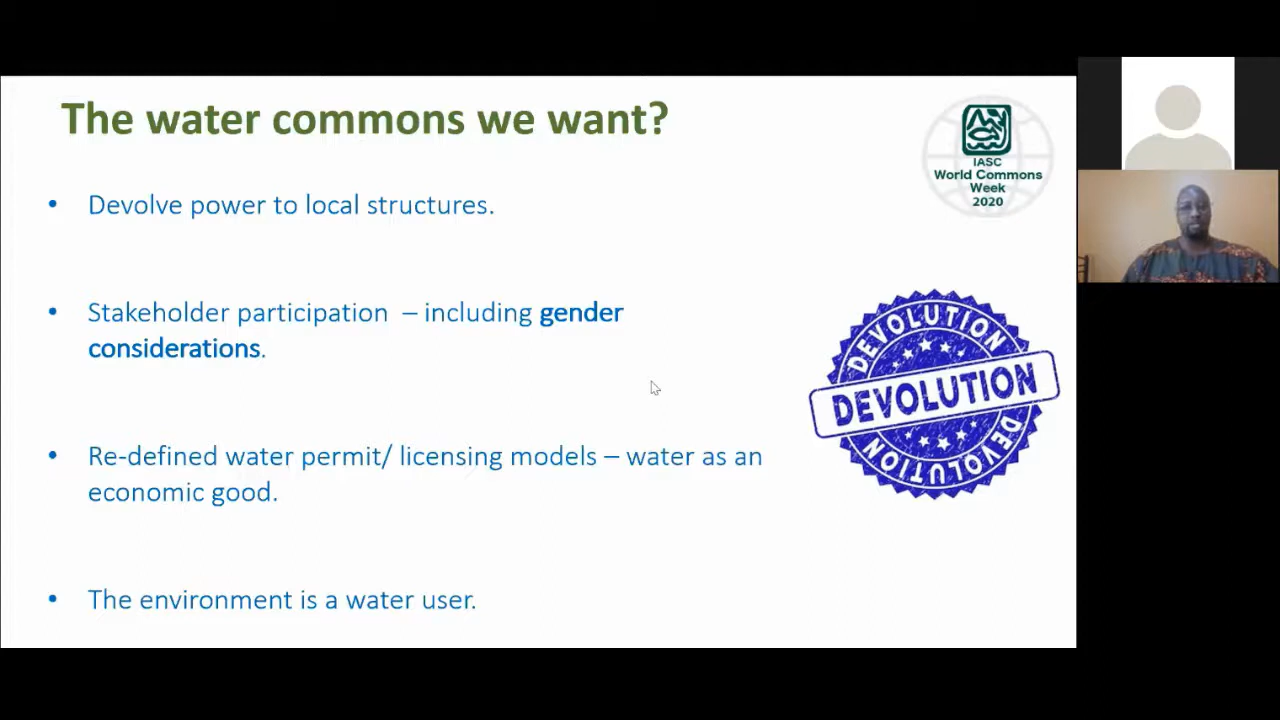 The water commons we want?
IASC
World Commons
Week
2020
• Devolve power to local structures.
• Stakeholder participation – including gender
considerations.
• Re-defined water permit/ licensing models – water as an
economic good.
• The environment is a water user.
DEVOLUTION
DEVOLUTION
DEVOLUTION
DEVOLUTION